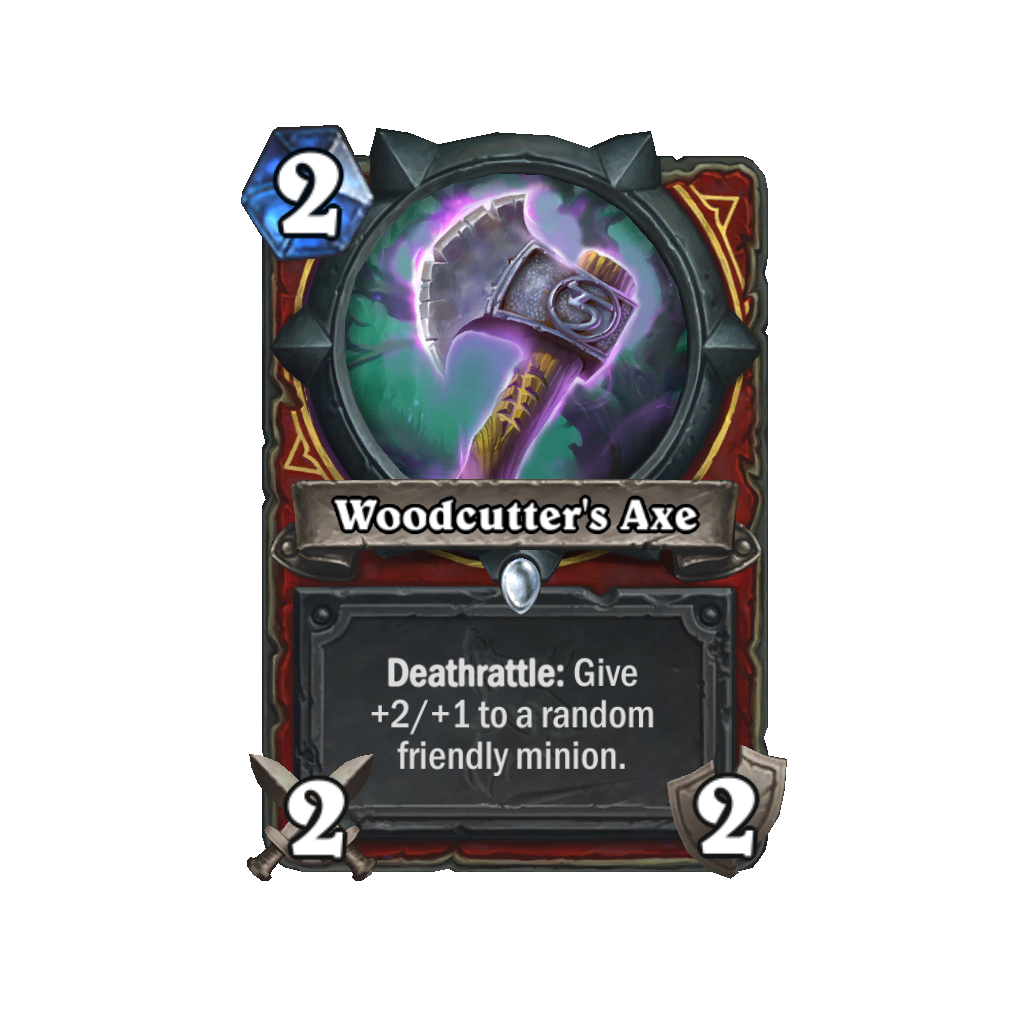 2
Woodcutter's Axe
Deathrattle: Give
+2/+1 to a random
friendly minion.
2
2